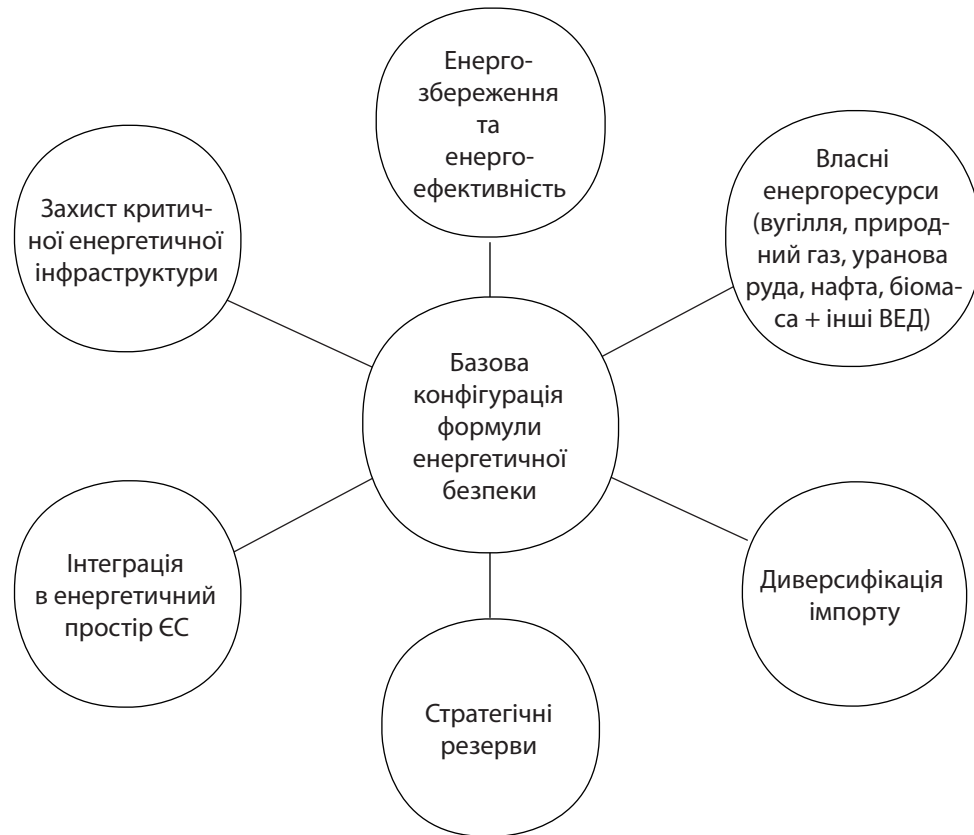 Енерго-
збереження
та
енерго-
ефективність
Власні
енергоресурси
(вугілля, природ-
ний газ, уранова
руда, нафта, біома-
са + інші ВЕД)
Захист критич-
ної енергетичної
інфраструктури
Базова
конфігурація
формули
енергетичної
безпеки
Інтеграція
в енергетичний
простір ЄС
Диверсифікація
імпорту
Стратегічні
резерви